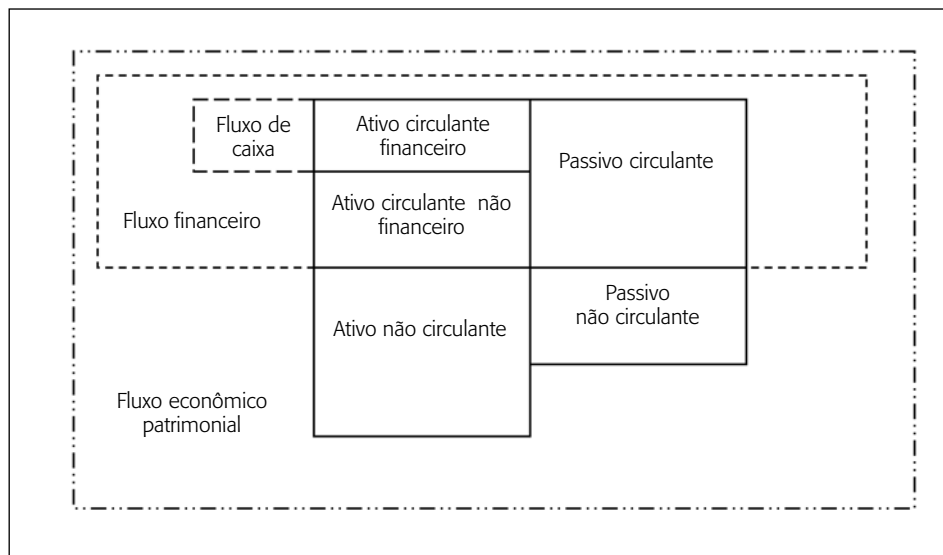 Fluxo de
caixa
Ativo circulante
financeiro
Passivo circulante
Fluxo financeiro
Ativo circulante não
financeiro
Ativo não circulante
Passivo
não circulante
Fluxo econômico
patrimonial